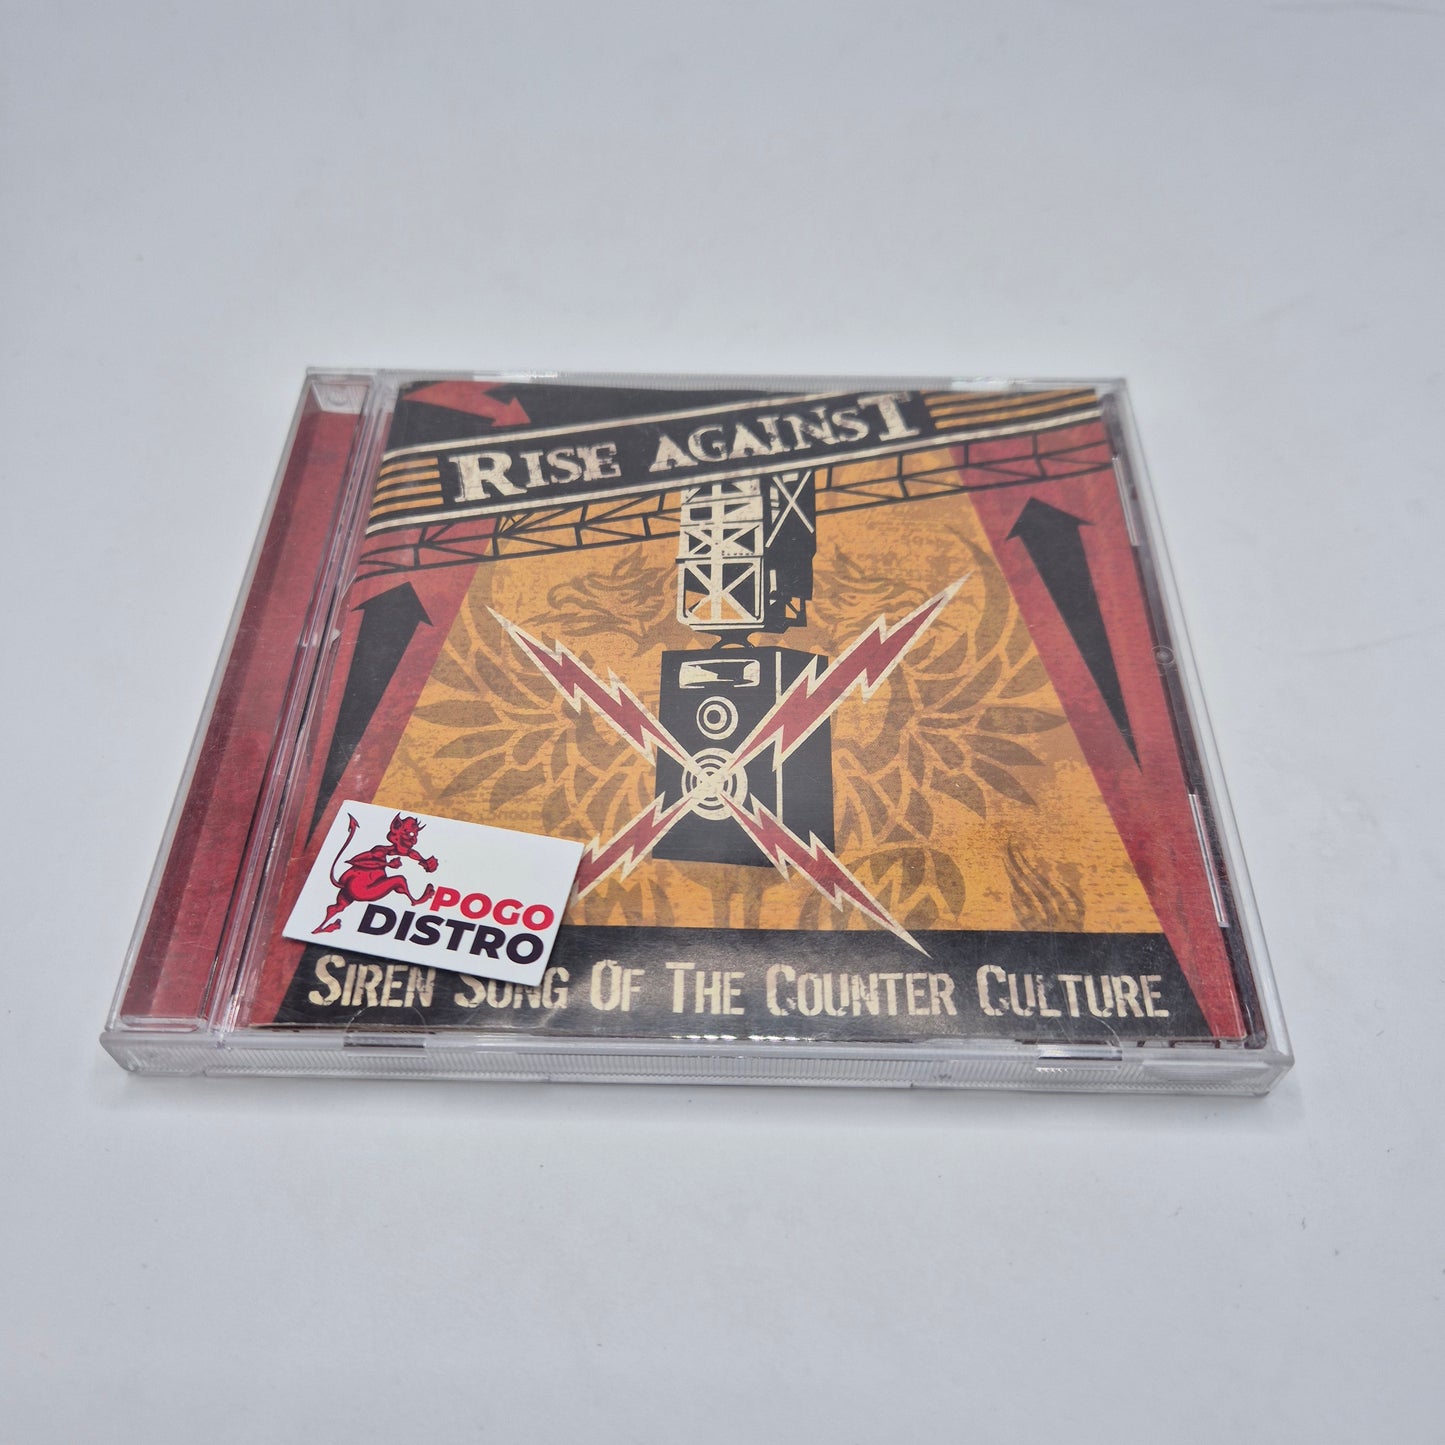 RISE AGAINST
POGO
DISTRO
SIREN SONG OF THE COUNTER CULTURE